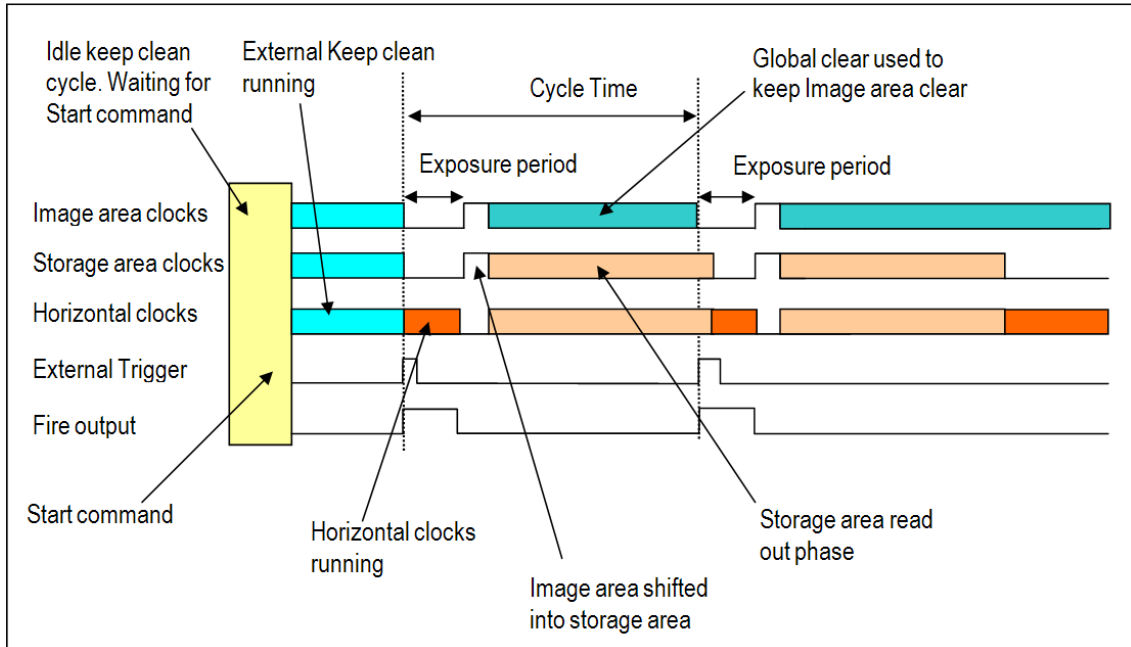 Idle keep clean
cycle. Waiting for
Start command
External Keep clean
running
Cycle Time
Global clear used to
keep Image area clear
Exposure period
Exposure period
Image area clocks
Storage area clocks
Horizontal clocks
External Trigger
Fire output
Start command
Horizontal clocks
running
Image area shifted
into storage area
Storage area read
out phase